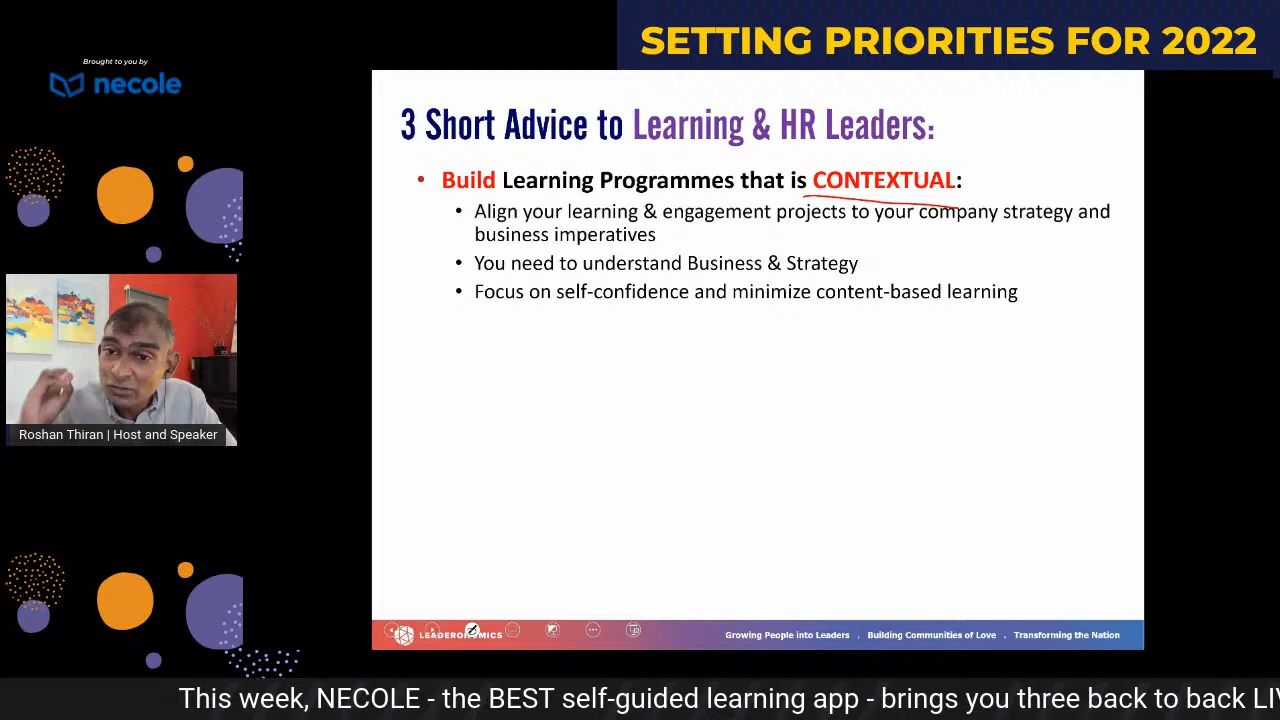 SETTING PRIORITIES FOR 2022
Brought to you by
necole
3 Short Advice to Learning & HR Leaders:
• Build Learning Programmes that is CONTEXTUAL:
• Align your learning & engagement projects to your company strategy and
business imperatives
• You need to understand Business & Strategy
• Focus on self-confidence and minimize content-based learning
Roshan Thiran | Host and Speaker
LEADERONOMICS
Growing People into Leaders . Building Communities of Love . Transforming the Nation
This week, NECOLE - the BEST self-guided learning app - brings you three back to back